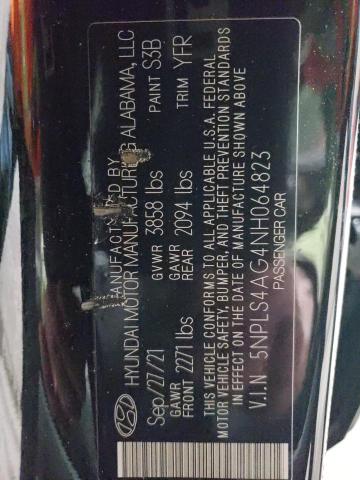 MANUFACTURED BY
HYUNDAI MOTOR MANUFACTURING ALABAMA, LLC
Sep/27/21 GVWR 3858 lbs PAINT S3B
GAWR FRONT 2271 lbs GAWR REAR 2094 lbs TRIM YFR
THIS VEHICLE CONFORMS TO ALL APPLICABLE U.S.A. FEDERAL
MOTOR VEHICLE SAFETY, BUMPER, AND THEFT PREVENTION STANDARDS
IN EFFECT ON THE DATE OF MANUFACTURE SHOWN ABOVE
V.I.N 5NPLS4AG4NH064823
PASSENGER CAR